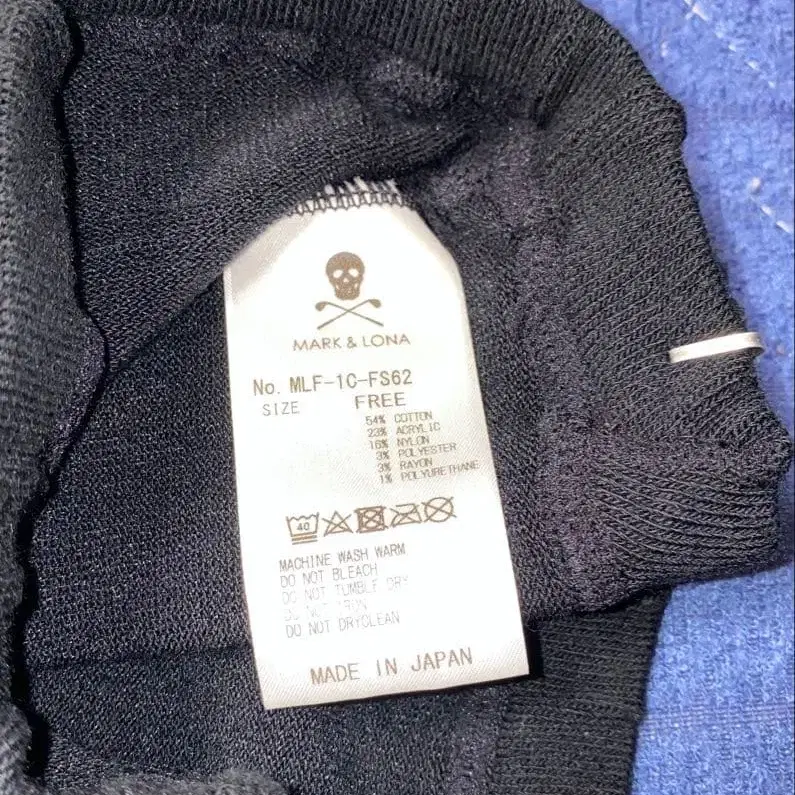 MARK & LONA
No. MLF-1C-FS62
SIZE FREE
54% COTTON
23% ACRYLIC
16% NYLON
3% POLYESTER
3% RAYON
1% POLYURETHANE
40
MACHINE WASH WARM
DO NOT BLEACH
DO NOT TUMBLE DRY
DO NOT IRON
DO NOT DRYCLEAN
MADE IN JAPAN